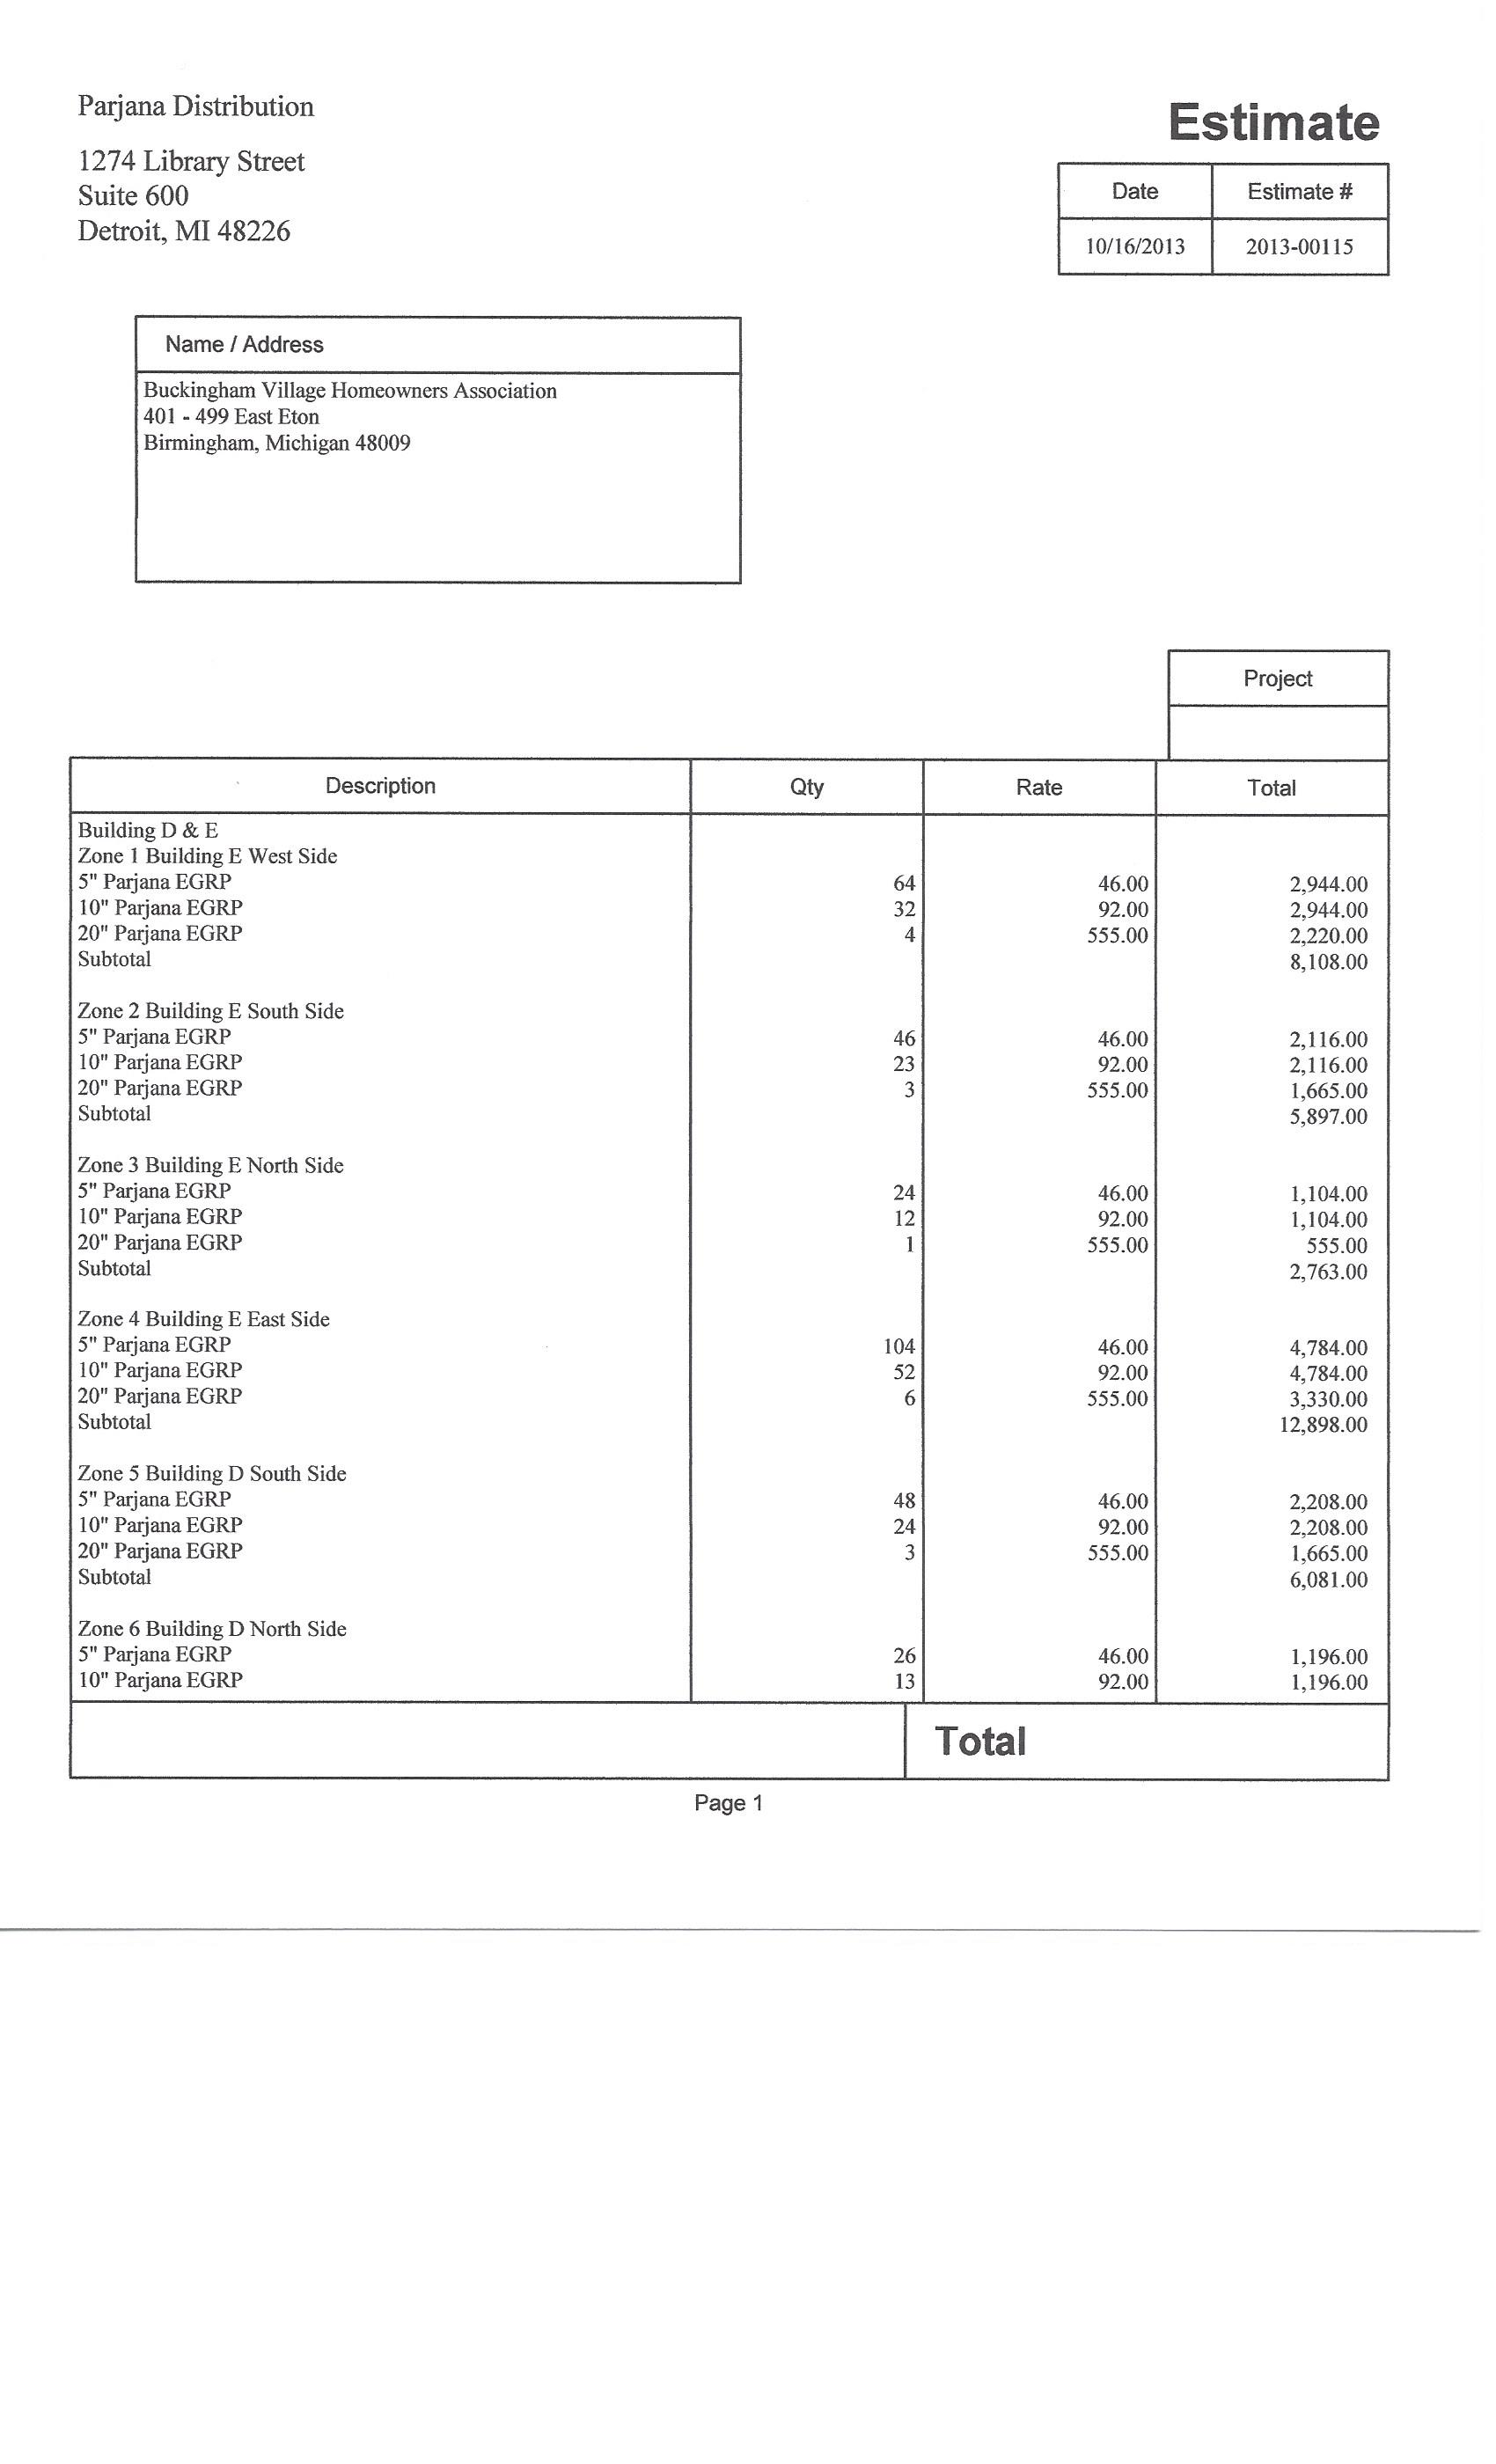 Parjana Distribution
1274 Library Street
Suite 600
Detroit, MI 48226
Estimate
Date Estimate #
10/16/2013 2013-00115
Name / Address
Buckingham Village Homeowners Association
401 - 499 East Eton
Birmingham, Michigan 48009
Project
Description Qty Rate Total
Building D & E
Zone 1 Building E West Side
5" Parjana EGRP 64 46.00 2,944.00
10" Parjana EGRP 32 92.00 2,944.00
20" Parjana EGRP 4 555.00 2,220.00
Subtotal 8,108.00
Zone 2 Building E South Side
5" Parjana EGRP 46 46.00 2,116.00
10" Parjana EGRP 23 92.00 2,116.00
20" Parjana EGRP 3 555.00 1,665.00
Subtotal 5,897.00
Zone 3 Building E North Side
5" Parjana EGRP 24 46.00 1,104.00
10" Parjana EGRP 12 92.00 1,104.00
20" Parjana EGRP 1 555.00 555.00
Subtotal 2,763.00
Zone 4 Building E East Side
5" Parjana EGRP 104 46.00 4,784.00
10" Parjana EGRP 52 92.00 4,784.00
20" Parjana EGRP 6 555.00 3,330.00
Subtotal 12,898.00
Zone 5 Building D South Side
5" Parjana EGRP 48 46.00 2,208.00
10" Parjana EGRP 24 92.00 2,208.00
20" Parjana EGRP 3 555.00 1,665.00
Subtotal 6,081.00
Zone 6 Building D North Side
5" Parjana EGRP 26 46.00 1,196.00
10" Parjana EGRP 13 92.00 1,196.00
Total
Page 1